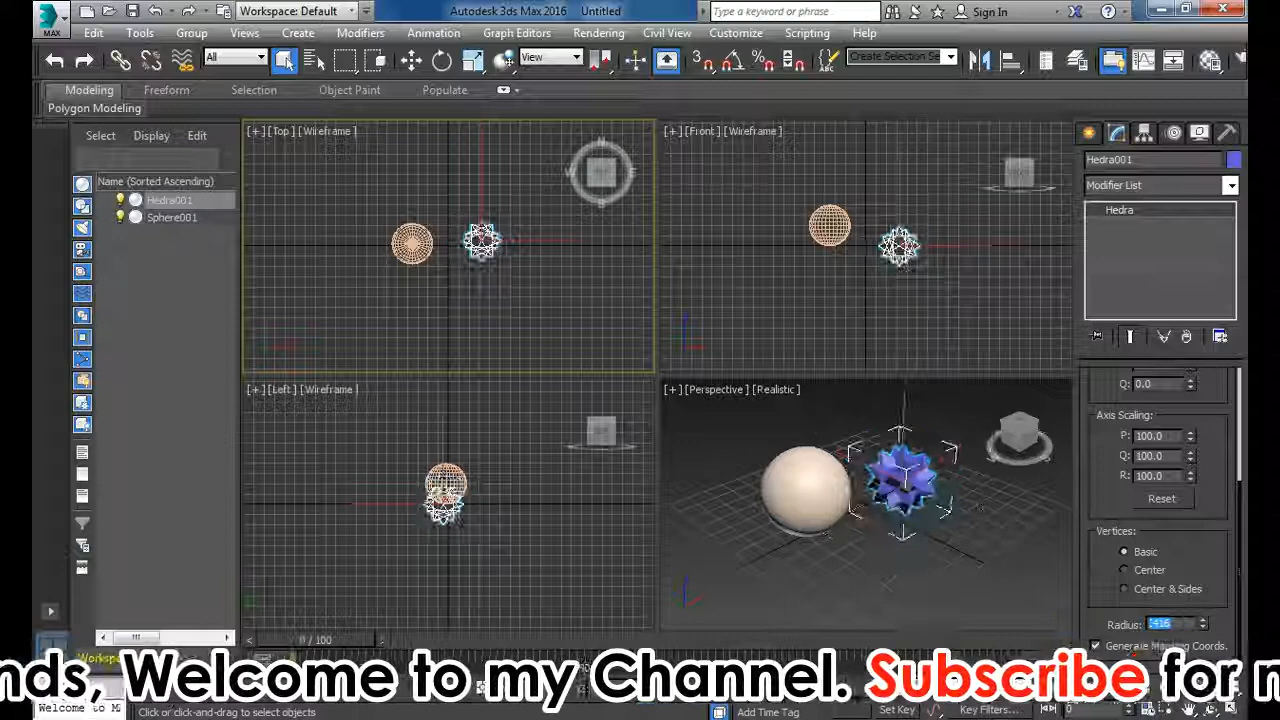 Workspace: Default
Autodesk 3ds Max 2016 Untitled
Type a keyword or phrase
Sign In
MAX
Edit Tools Group Views Create Modifiers Animation Graph Editors Rendering Civil View Customize Scripting Help
All
View
Create Selection Se
Modeling Freeform Selection Object Paint Populate
Polygon Modeling
Select Display Edit
Name (Sorted Ascending)
Hedra001
Sphere001
[+] [Top] [Wireframe]
[+] [Front] [Wireframe]
[+] [Left] [Wireframe]
[+] [Perspective] [Realistic]
Hedra001
Modifier List
Hedra
Q: 0.0
Axis Scaling:
P: 100.0
Q: 100.0
R: 100.0
Reset
Vertices:
Basic
Center
Center & Sides
Radius:
Generate Mapping Coords.
0 / 100
Worksp
nds, Welcome to my Channel. Subscribe for n
Welcome to M
Click or click-and-drag to select objects
Add Time Tag
Set Key
Key Filters...